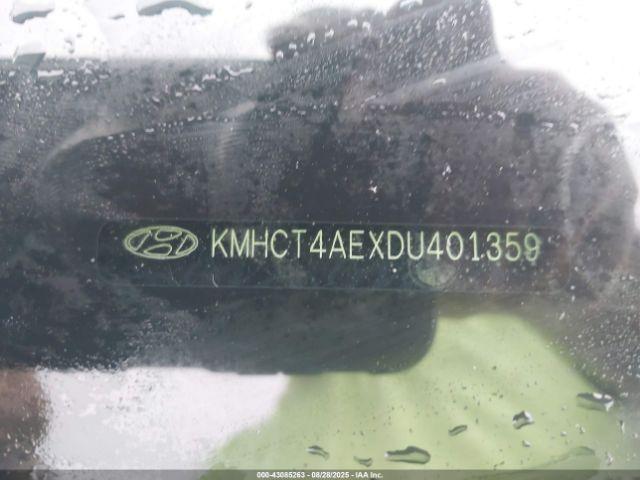 KMHCT4AEXDU401359
000-43085263 - 08/28/2025 - IAA Inc.